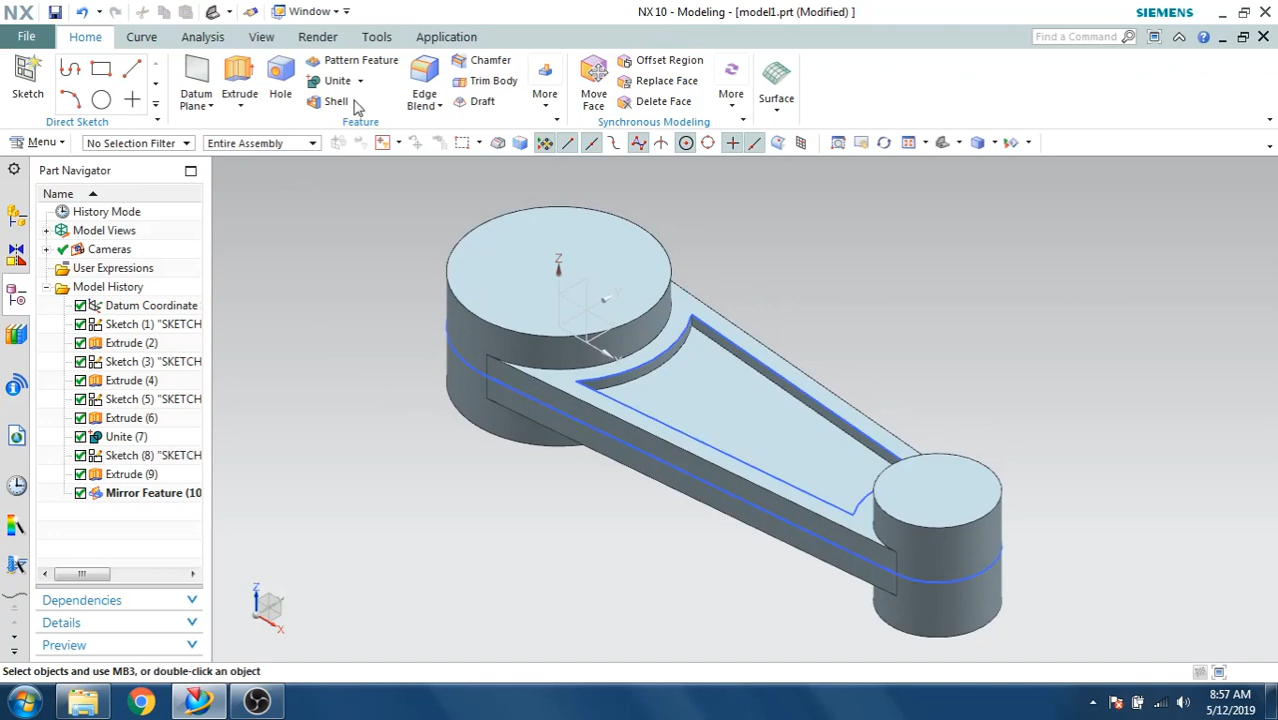 NX Window NX 10 - Modeling - [model1.prt (Modified) ] SIEMENS
File Home Curve Analysis View Render Tools Application Find a Command
Sketch Datum Plane Extrude Hole Pattern Feature Unite Shell Edge Blend Chamfer Trim Body Draft More Move Face Offset Region Replace Face Delete Face More Surface
Direct Sketch Feature Synchronous Modeling
Menu No Selection Filter Entire Assembly
Part Navigator
Name
History Mode
Model Views
Cameras
User Expressions
Model History
Datum Coordinate
Sketch (1) "SKETCH
Extrude (2)
Sketch (3) "SKETCH
Extrude (4)
Sketch (5) "SKETCH
Extrude (6)
Unite (7)
Sketch (8) "SKETCH
Extrude (9)
Mirror Feature (10
Dependencies
Details
Preview
Z
Y
X
Z
X
Select objects and use MB3, or double-click an object
8:57 AM
5/12/2019